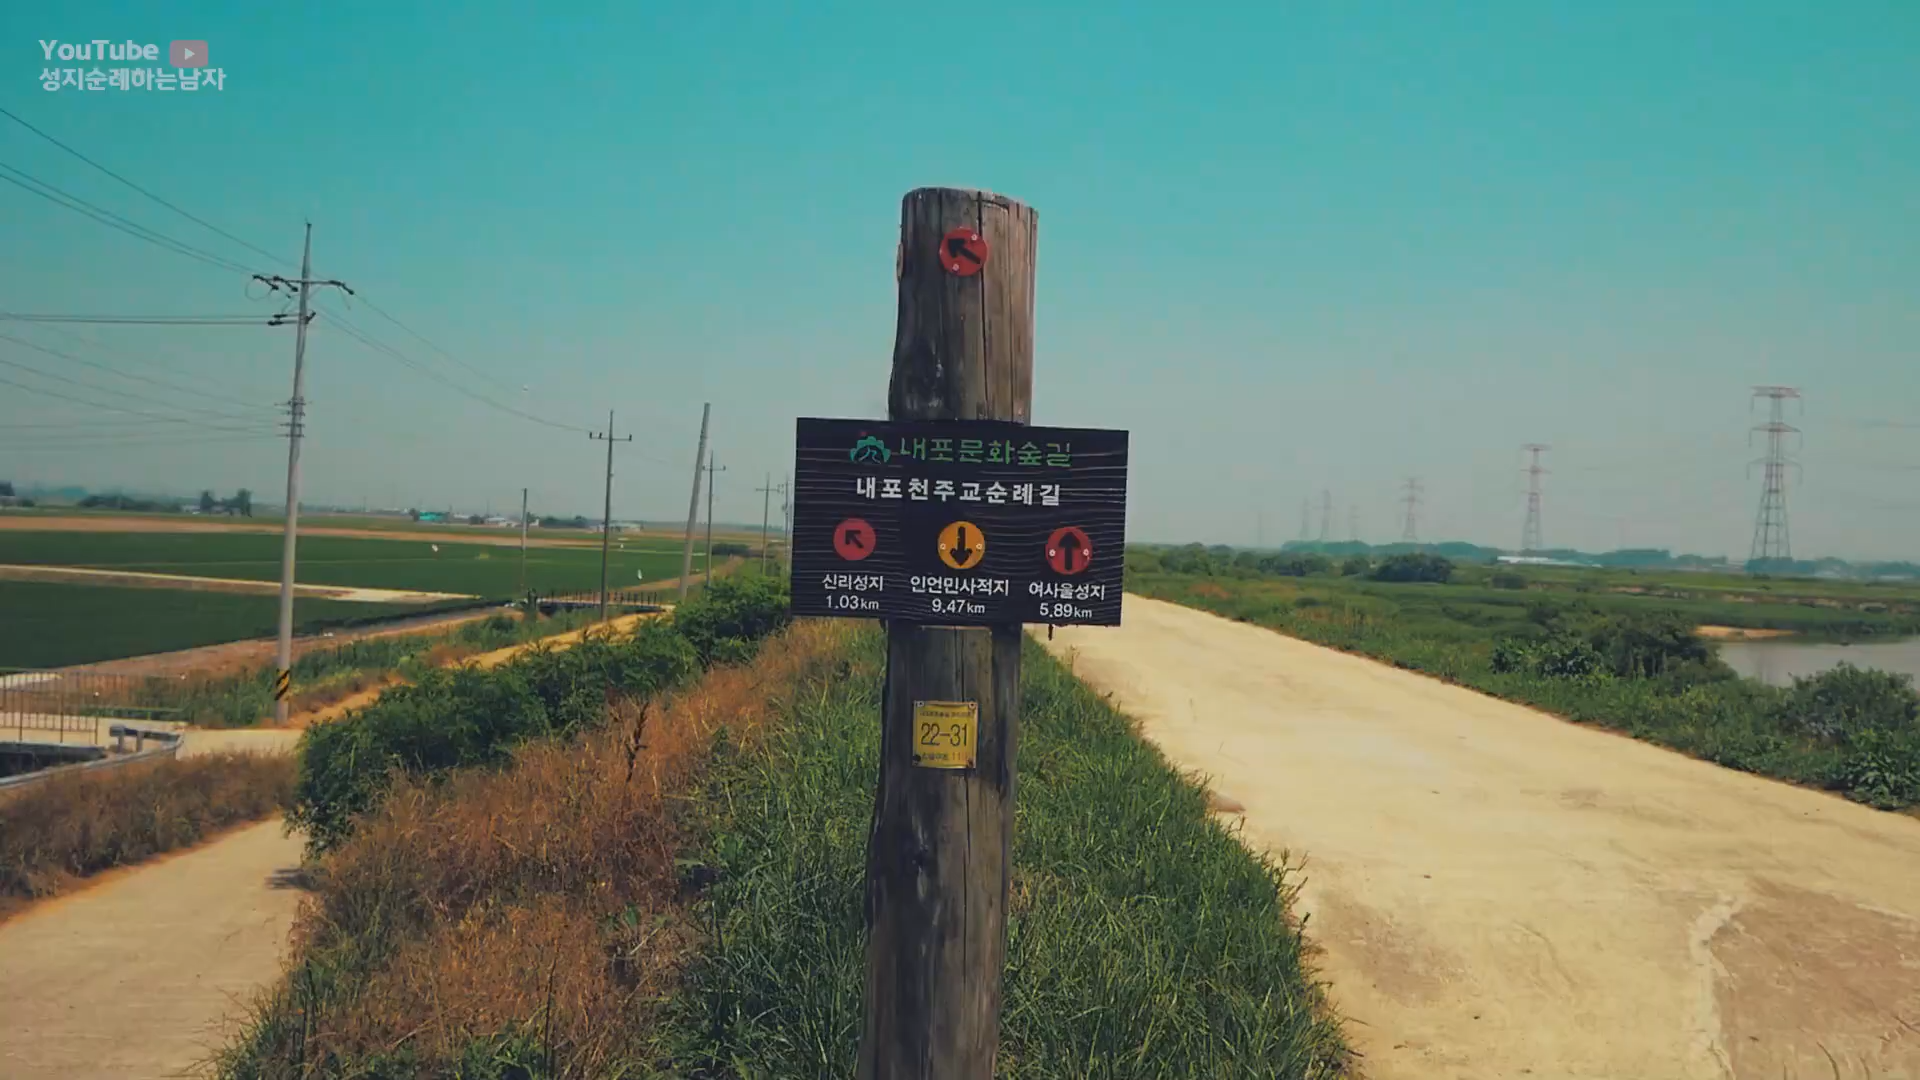 YouTube
성지순례하는남자
내포문화숲길
내포천주교순례길
신리성지
1.03km
인언민사적지
9.47km
여사울성지
5.89km
22-31